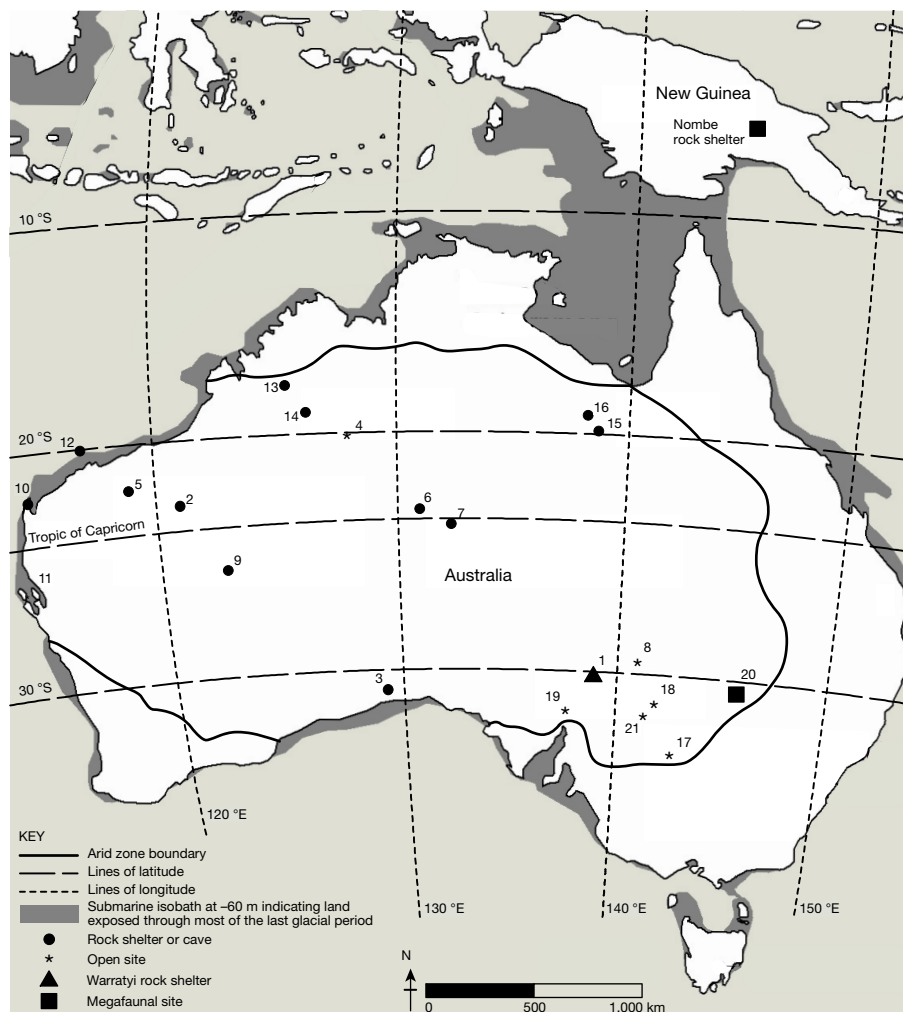 New Guinea
Nombe
rock shelter
10 °S
13
14
4
16
15
20 °S
12
10
5
2
6
7
Tropic of Capricorn
9
Australia
11
8
1
20
3
30 °S
19
18
21
17
120 °E
KEY
Arid zone boundary
Lines of latitude
Lines of longitude
Submarine isobath at –60 m indicating land
exposed through most of the last glacial period
Rock shelter or cave
Open site
Warratyi rock shelter
Megafaunal site
130 °E
140 °E
150 °E
N
0
500
1,000 km